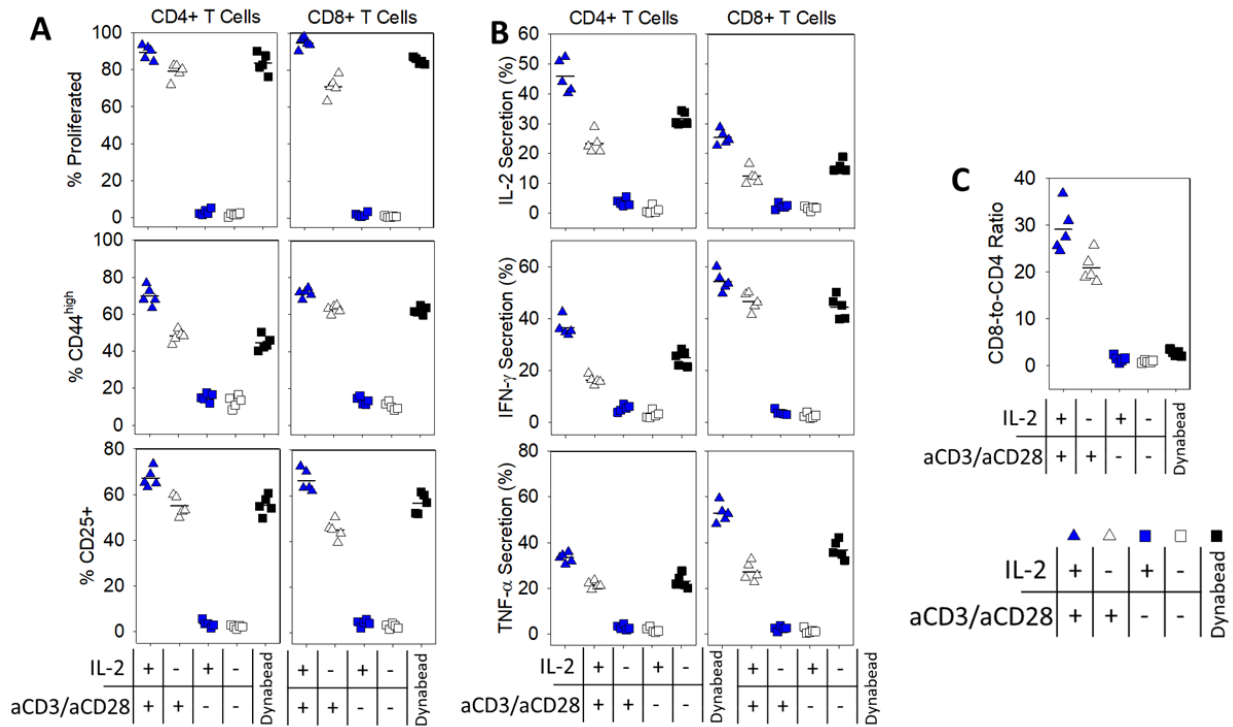 A
CD4+ T Cells
CD8+ T Cells
% Proliferated
100
80
60
40
20
0
% CD44high
100
80
60
40
20
0
% CD25+
80
60
40
20
0
IL-2 + - + - + - + -
aCD3/aCD28 + + - - Dynabead + + - - Dynabead
B
CD4+ T Cells
CD8+ T Cells
IL-2 Secretion (%)
60
50
40
30
20
10
0
IFN-γ Secretion (%)
60
40
20
0
TNF-α Secretion (%)
80
60
40
20
0
IL-2 + - + - + - + -
aCD3/aCD28 + + - - Dynabead + + - - Dynabead
C
CD8-to-CD4 Ratio
40
30
20
10
0
IL-2 + - + -
aCD3/aCD28 + + - - Dynabead
IL-2 + - + -
aCD3/aCD28 + + - - Dynabead